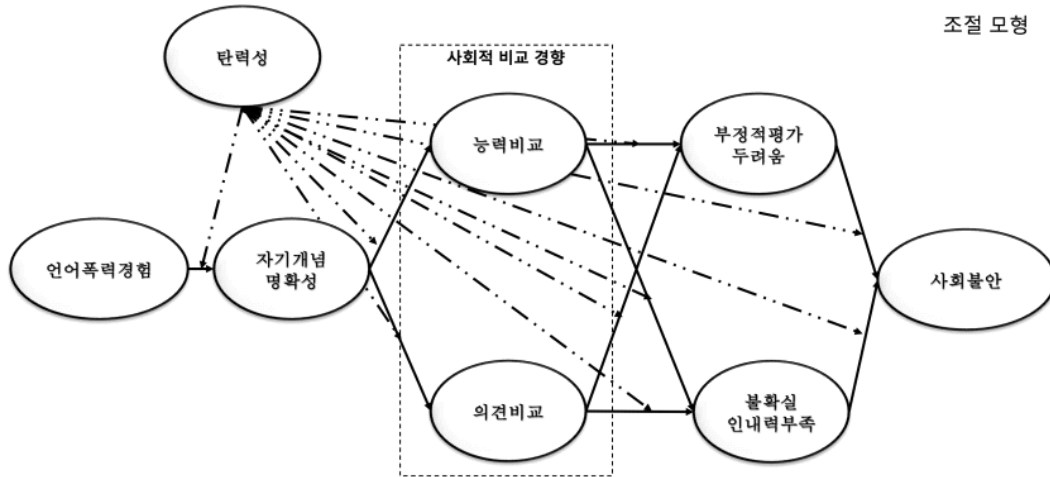 조절 모형
탄력성
사회적 비교 경향
능력비교
부정적평가
두려움
언어폭력경험
자기개념
명확성
사회불안
의견비교
불확실
인내력부족